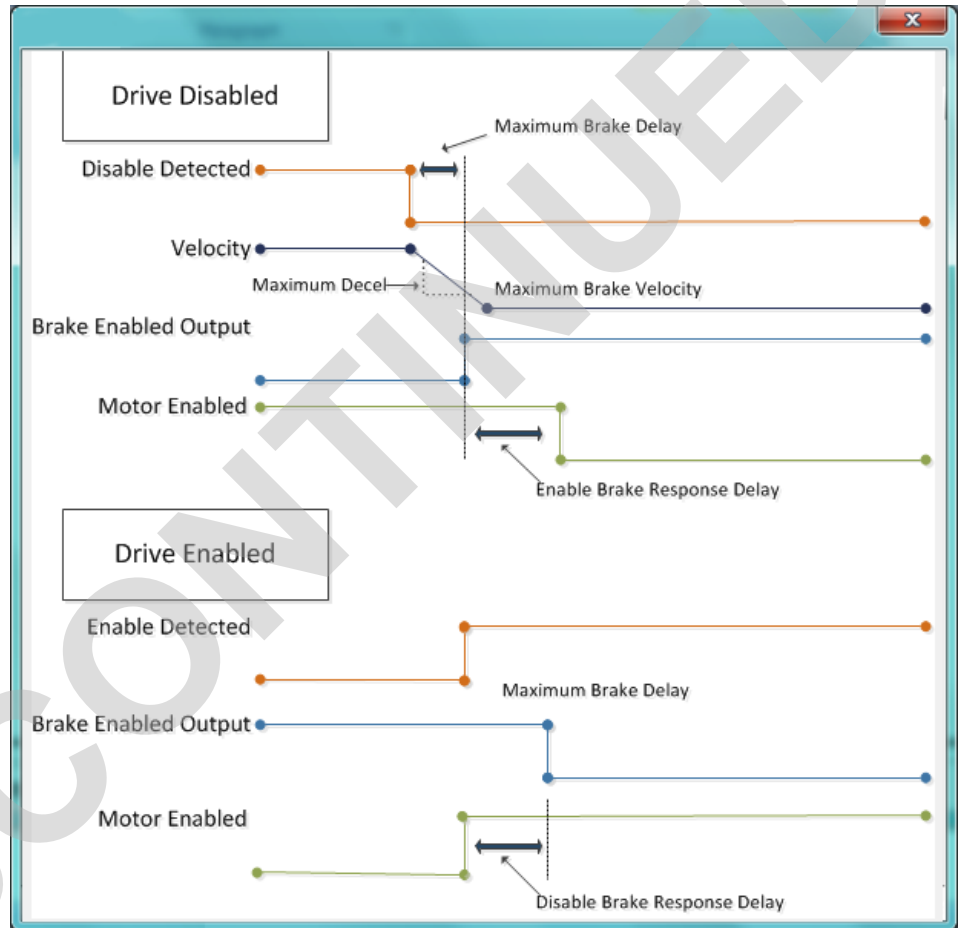 Drive Disabled
Maximum Brake Delay
Disable Detected
Velocity
Maximum Decel
Maximum Brake Velocity
Brake Enabled Output
Motor Enabled
Enable Brake Response Delay
Drive Enabled
Enable Detected
Maximum Brake Delay
Brake Enabled Output
Motor Enabled
Disable Brake Response Delay
CONTINUE